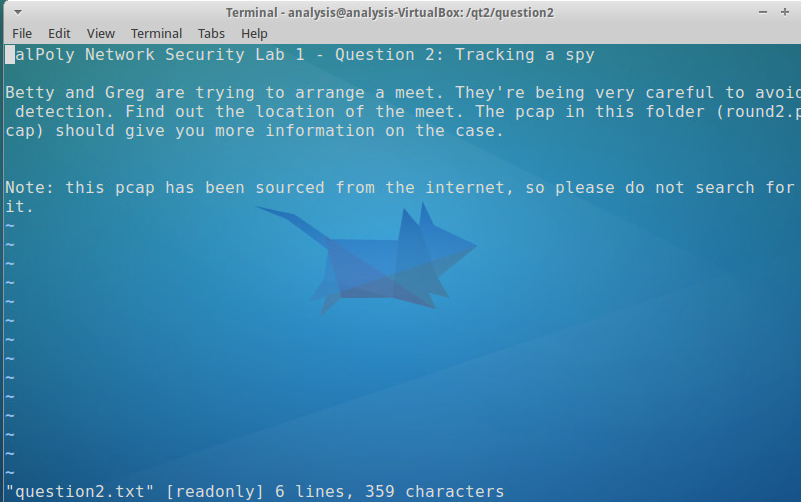 Terminal - analysis@analysis-VirtualBox: /qt2/question2
File Edit View Terminal Tabs Help
alPoly Network Security Lab 1 - Question 2: Tracking a spy
Betty and Greg are trying to arrange a meet. They're being very careful to avoid
detection. Find out the location of the meet. The pcap in this folder (round2.p
cap) should give you more information on the case.
Note: this pcap has been sourced from the internet, so please do not search for
it.
~
~
~
~
~
~
~
~
~
~
~
~
~
~
"question2.txt" [readonly] 6 lines, 359 characters